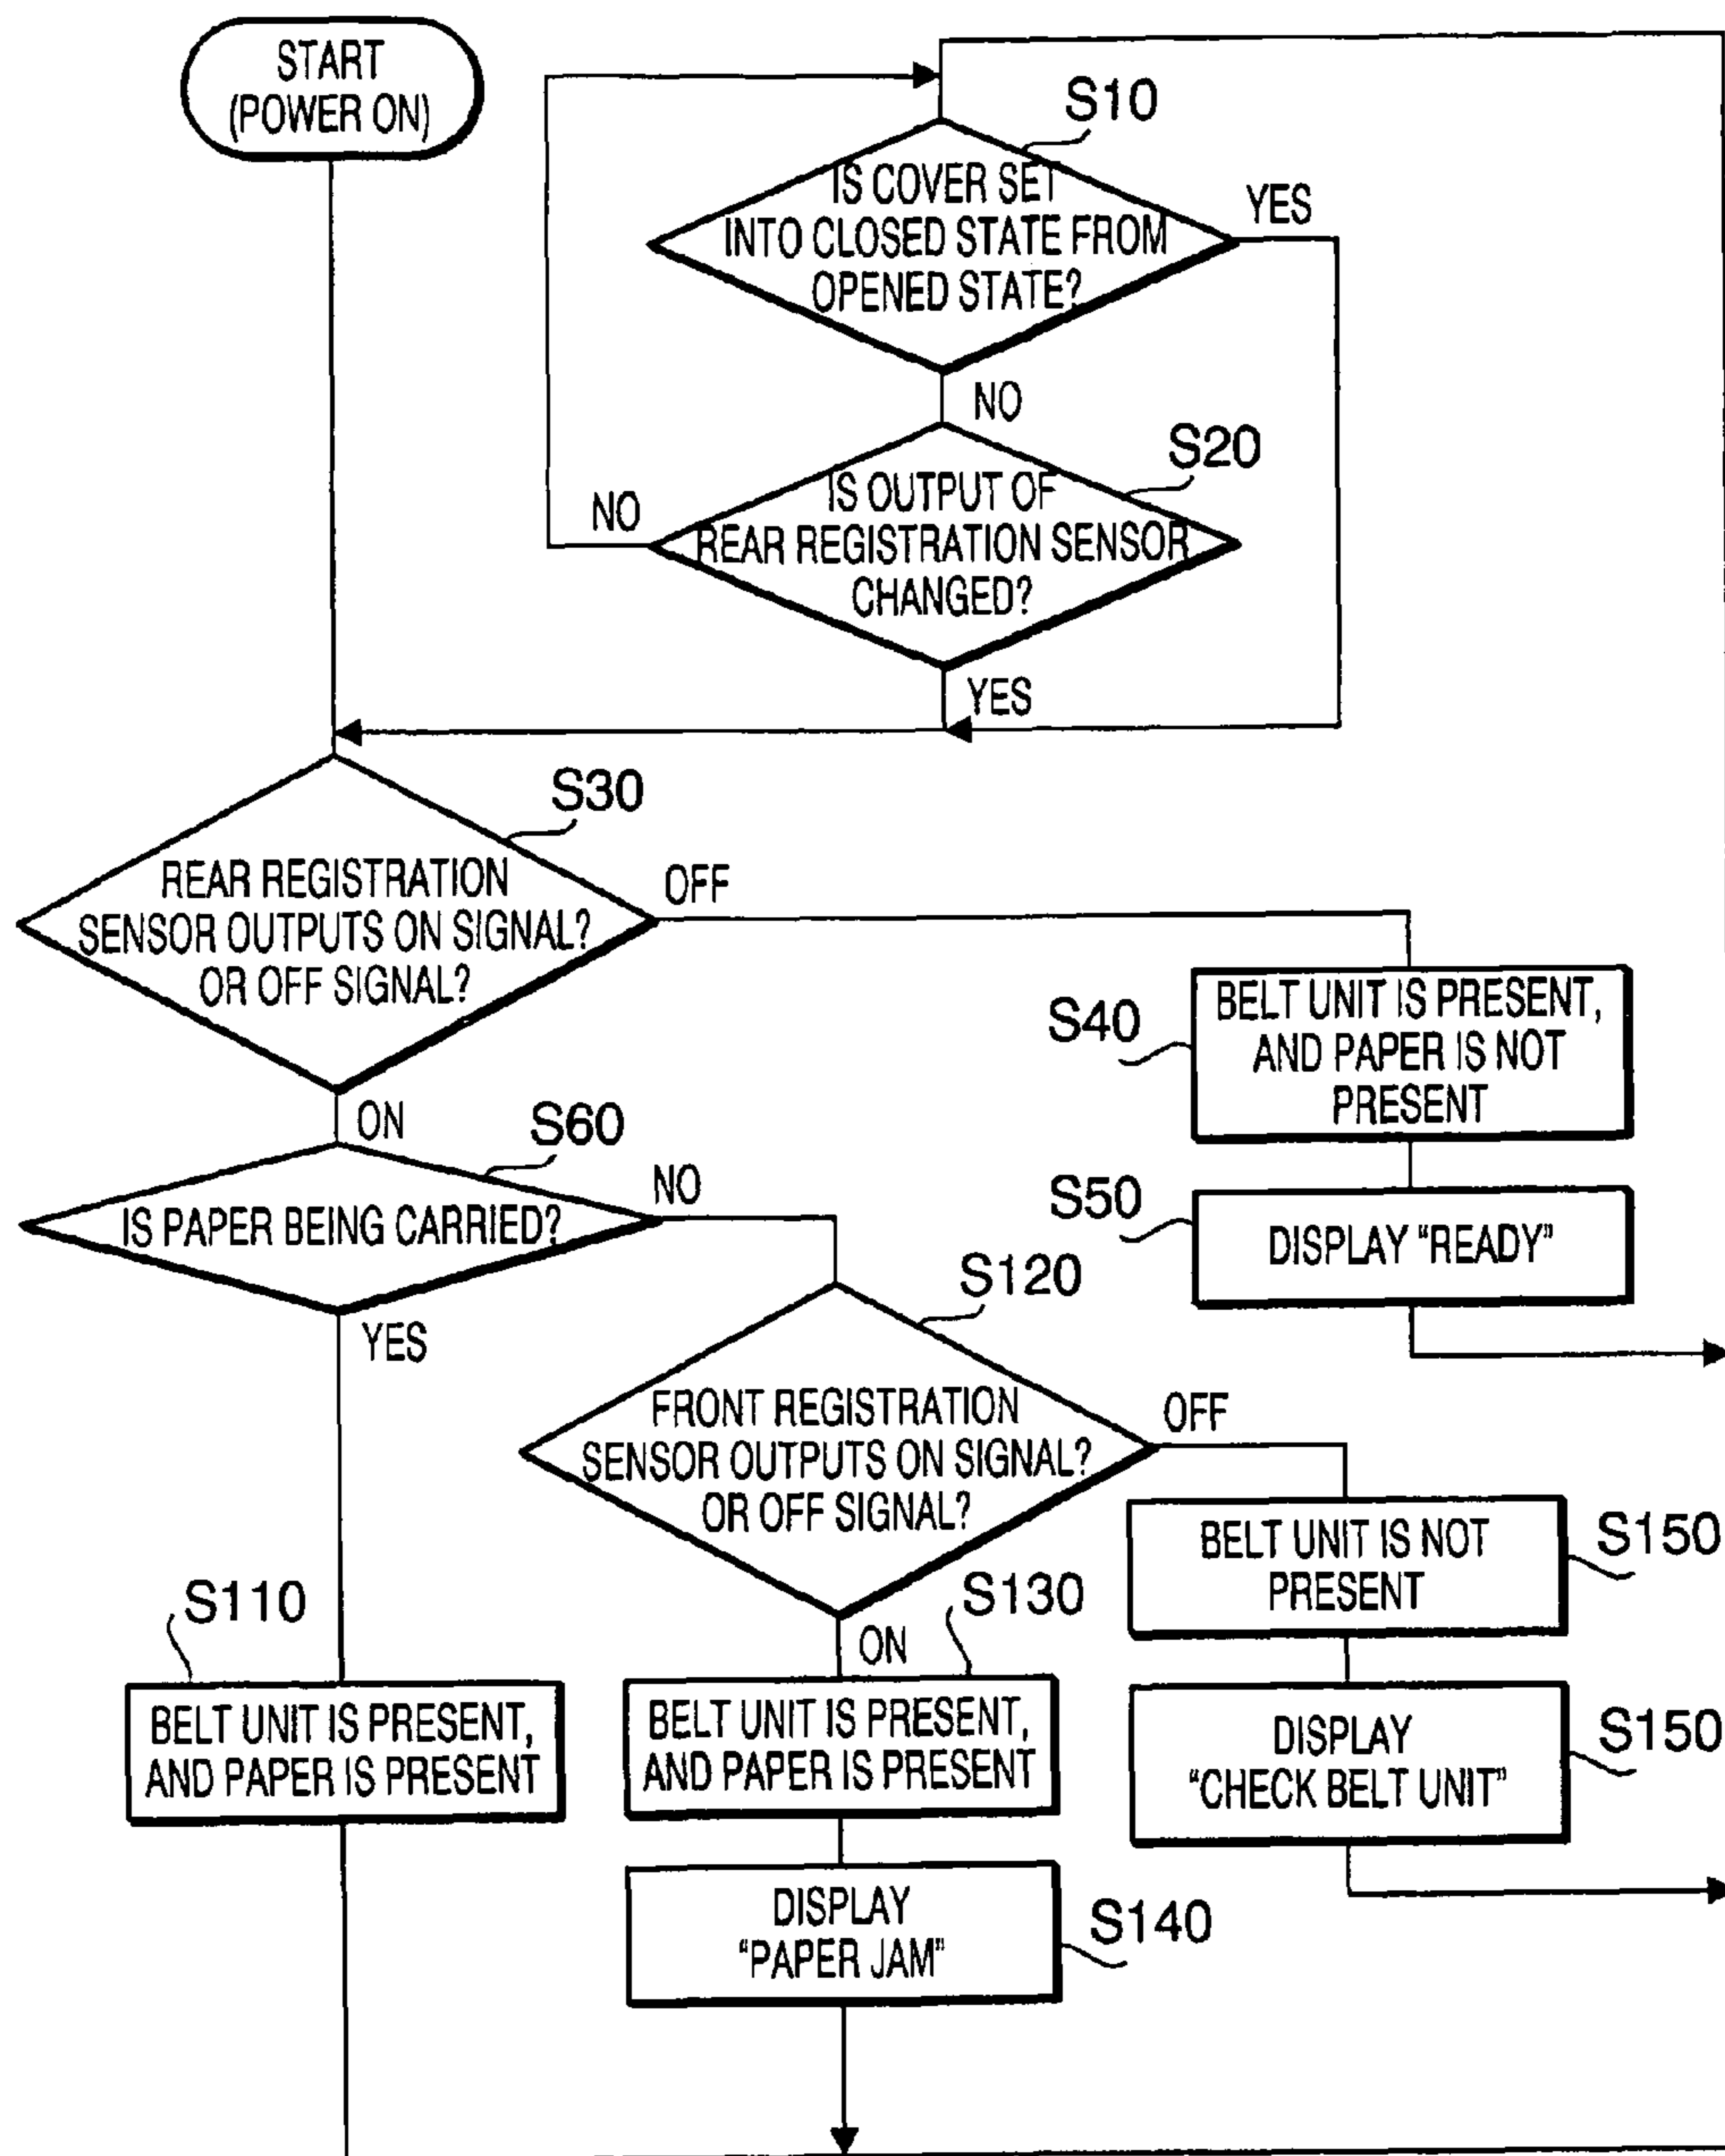 START
(POWER ON)
S10
IS COVER SET
INTO CLOSED STATE FROM
OPENED STATE?
YES
NO
S20
IS OUTPUT OF
REAR REGISTRATION SENSOR
CHANGED?
NO
YES
S30
REAR REGISTRATION
SENSOR OUTPUTS ON SIGNAL?
OR OFF SIGNAL?
OFF
ON
S40
BELT UNIT IS PRESENT,
AND PAPER IS NOT
PRESENT
S50
DISPLAY “READY”
S60
IS PAPER BEING CARRIED?
NO
YES
S120
FRONT REGISTRATION
SENSOR OUTPUTS ON SIGNAL?
OR OFF SIGNAL?
OFF
ON
S150
BELT UNIT IS NOT
PRESENT
S150
DISPLAY
“CHECK BELT UNIT”
S110
BELT UNIT IS PRESENT,
AND PAPER IS PRESENT
S130
BELT UNIT IS PRESENT,
AND PAPER IS PRESENT
S140
DISPLAY
“PAPER JAM”